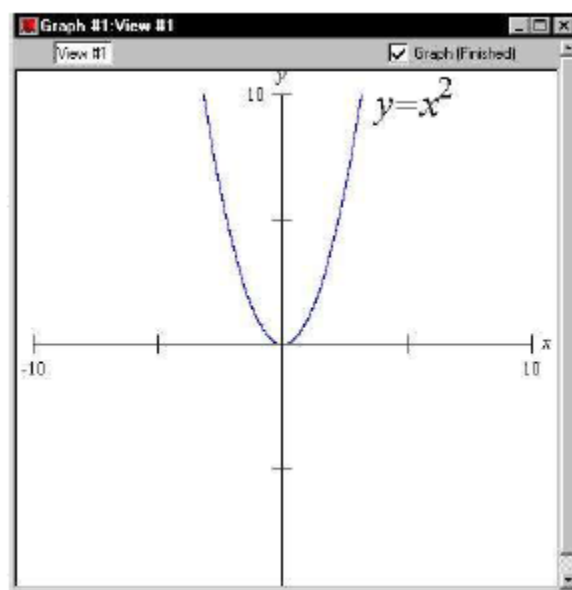 Graph #1:View #1
View #1 Graph (Finished)
y
10 y=x²
x
-10 10